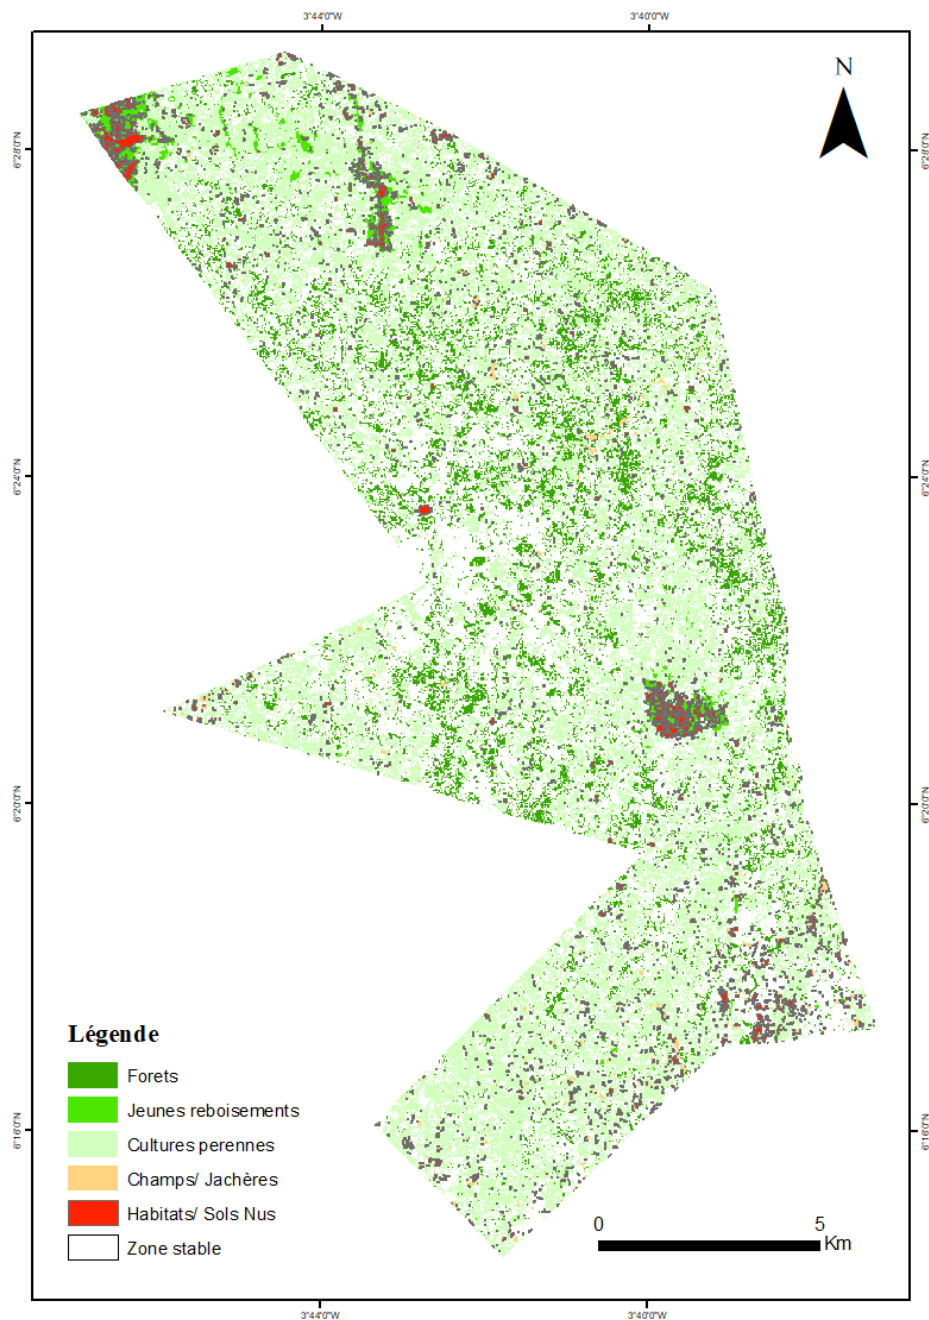 3°44'0"W 3°40'0"W
N
6°28'0"N 6°28'0"N
6°24'0"N 6°24'0"N
6°20'0"N 6°20'0"N
6°16'0"N 6°16'0"N
Légende
Forets
Jeunes reboisements
Cultures perennes
Champs/ Jachères
Habitats/ Sols Nus
Zone stable
0 5
Km
3°44'0"W 3°40'0"W